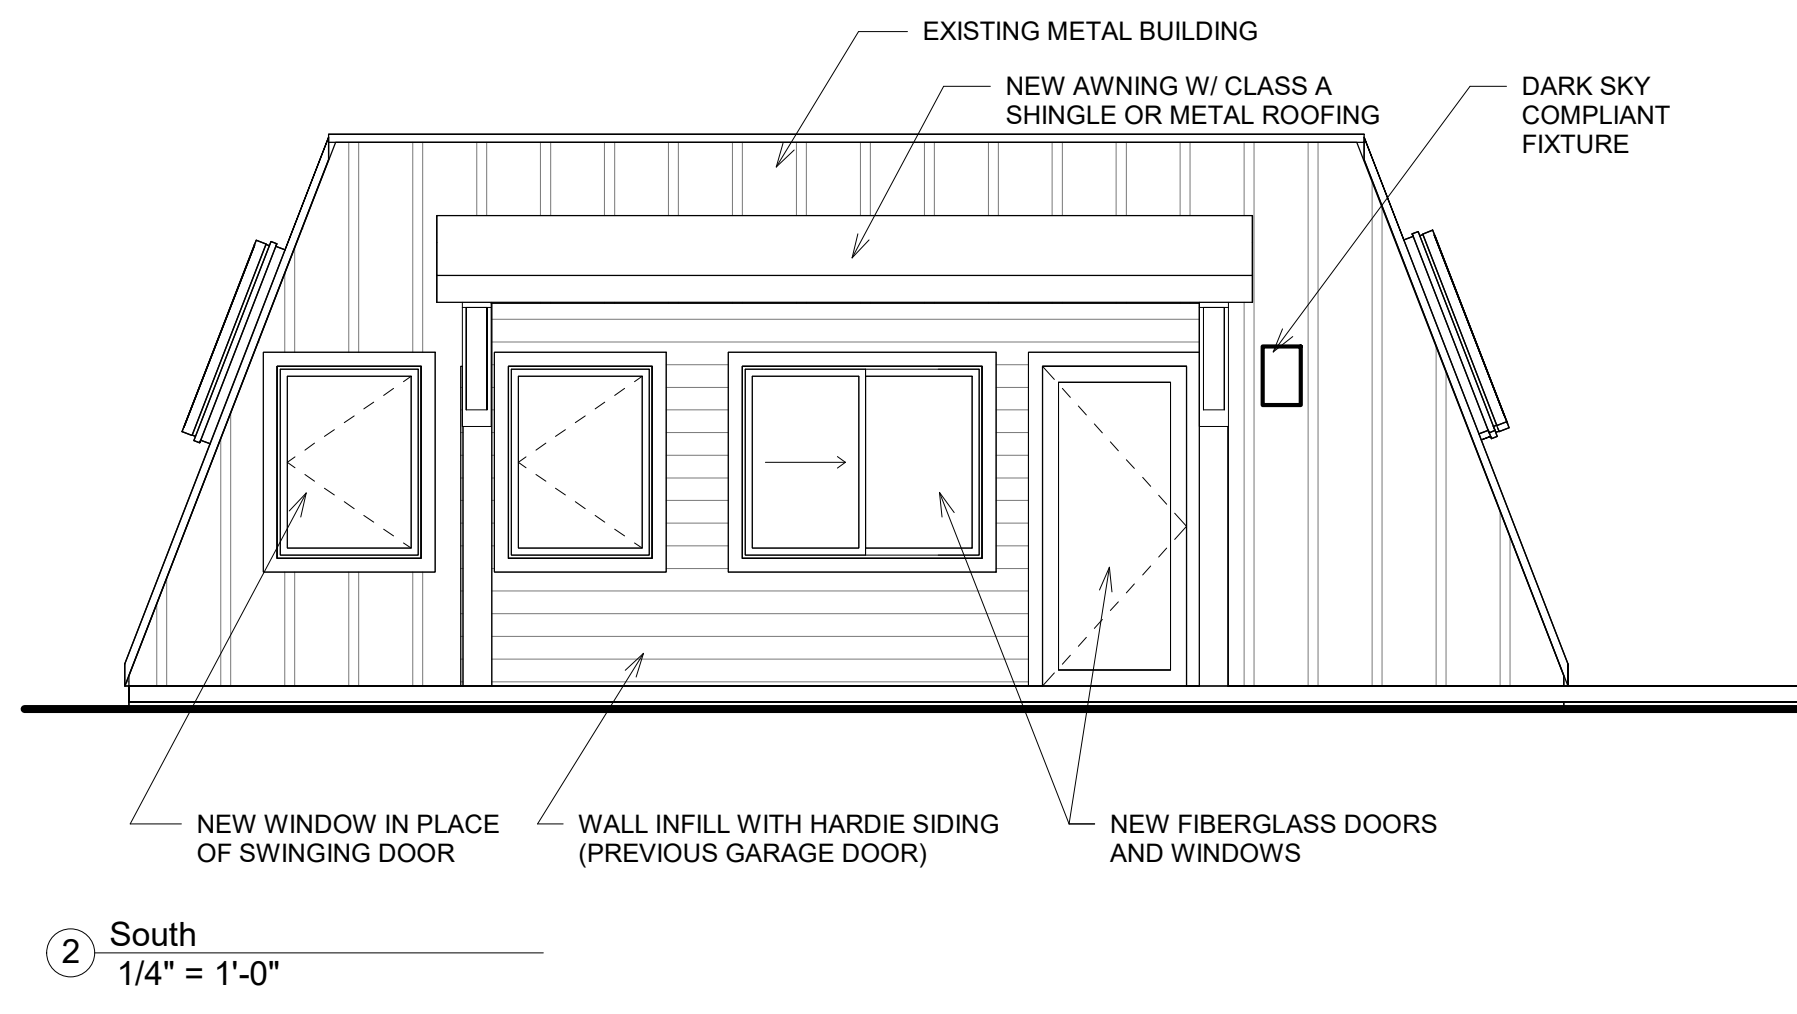 EXISTING METAL BUILDING
NEW AWNING W/ CLASS A
SHINGLE OR METAL ROOFING
DARK SKY
COMPLIANT
FIXTURE
NEW WINDOW IN PLACE
OF SWINGING DOOR
WALL INFILL WITH HARDIE SIDING
(PREVIOUS GARAGE DOOR)
NEW FIBERGLASS DOORS
AND WINDOWS
2
South
1/4" = 1'-0"